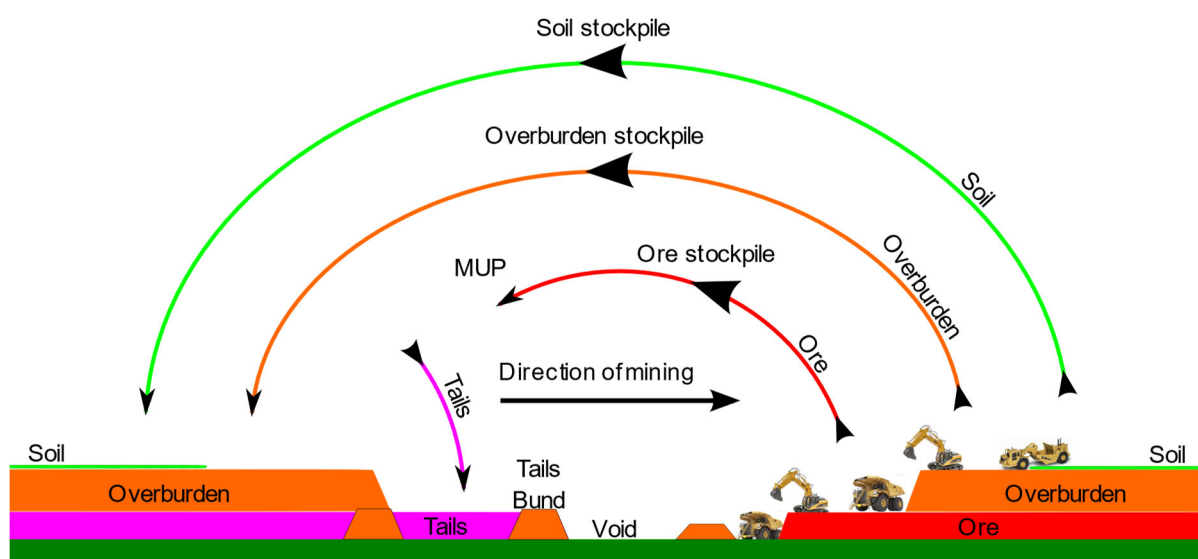 Soil stockpile
Overburden stockpile
Soil
Ore stockpile
MUP
Overburden
Ore
Direction of mining
Tails
Soil
Tails
Bund
Soil
Overburden
Overburden
Tails
Void
Ore